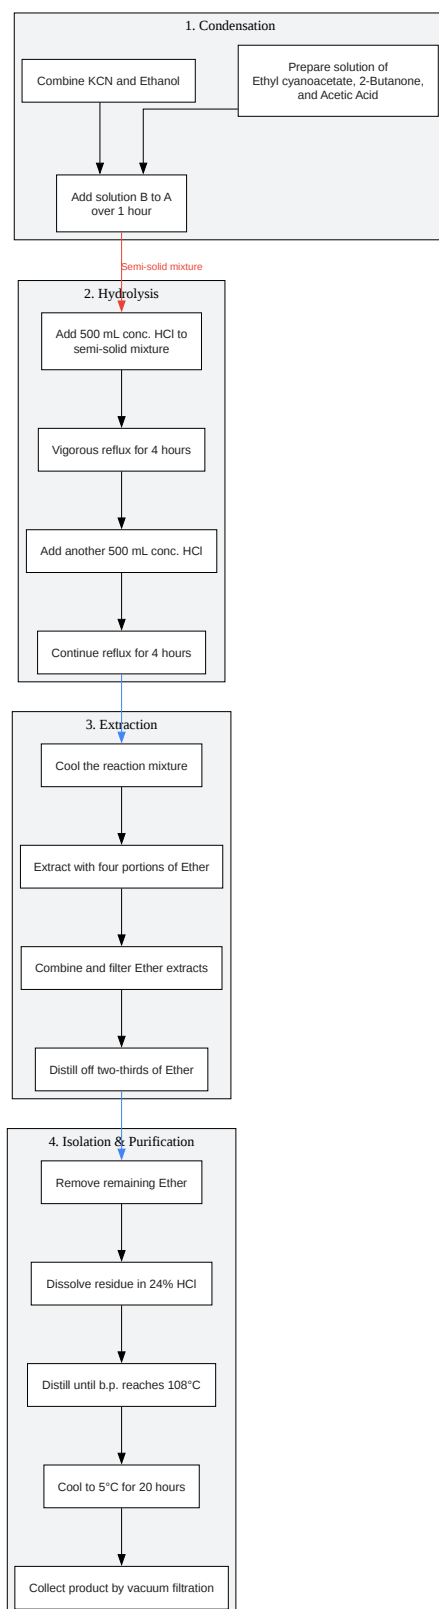 1. Condensation
Combine KCN and Ethanol
Prepare solution of
Ethyl cyanoacetate, 2-Butanone,
and Acetic Acid
Add solution B to A
over 1 hour
Semi-solid mixture
2. Hydrolysis
Add 500 mL conc. HCl to
semi-solid mixture
Vigorous reflux for 4 hours
Add another 500 mL conc. HCl
Continue reflux for 4 hours
3. Extraction
Cool the reaction mixture
Extract with four portions of Ether
Combine and filter Ether extracts
Distill off two-thirds of Ether
4. Isolation & Purification
Remove remaining Ether
Dissolve residue in 24% HCl
Distill until b.p. reaches 108°C
Cool to 5°C for 20 hours
Collect product by vacuum filtration